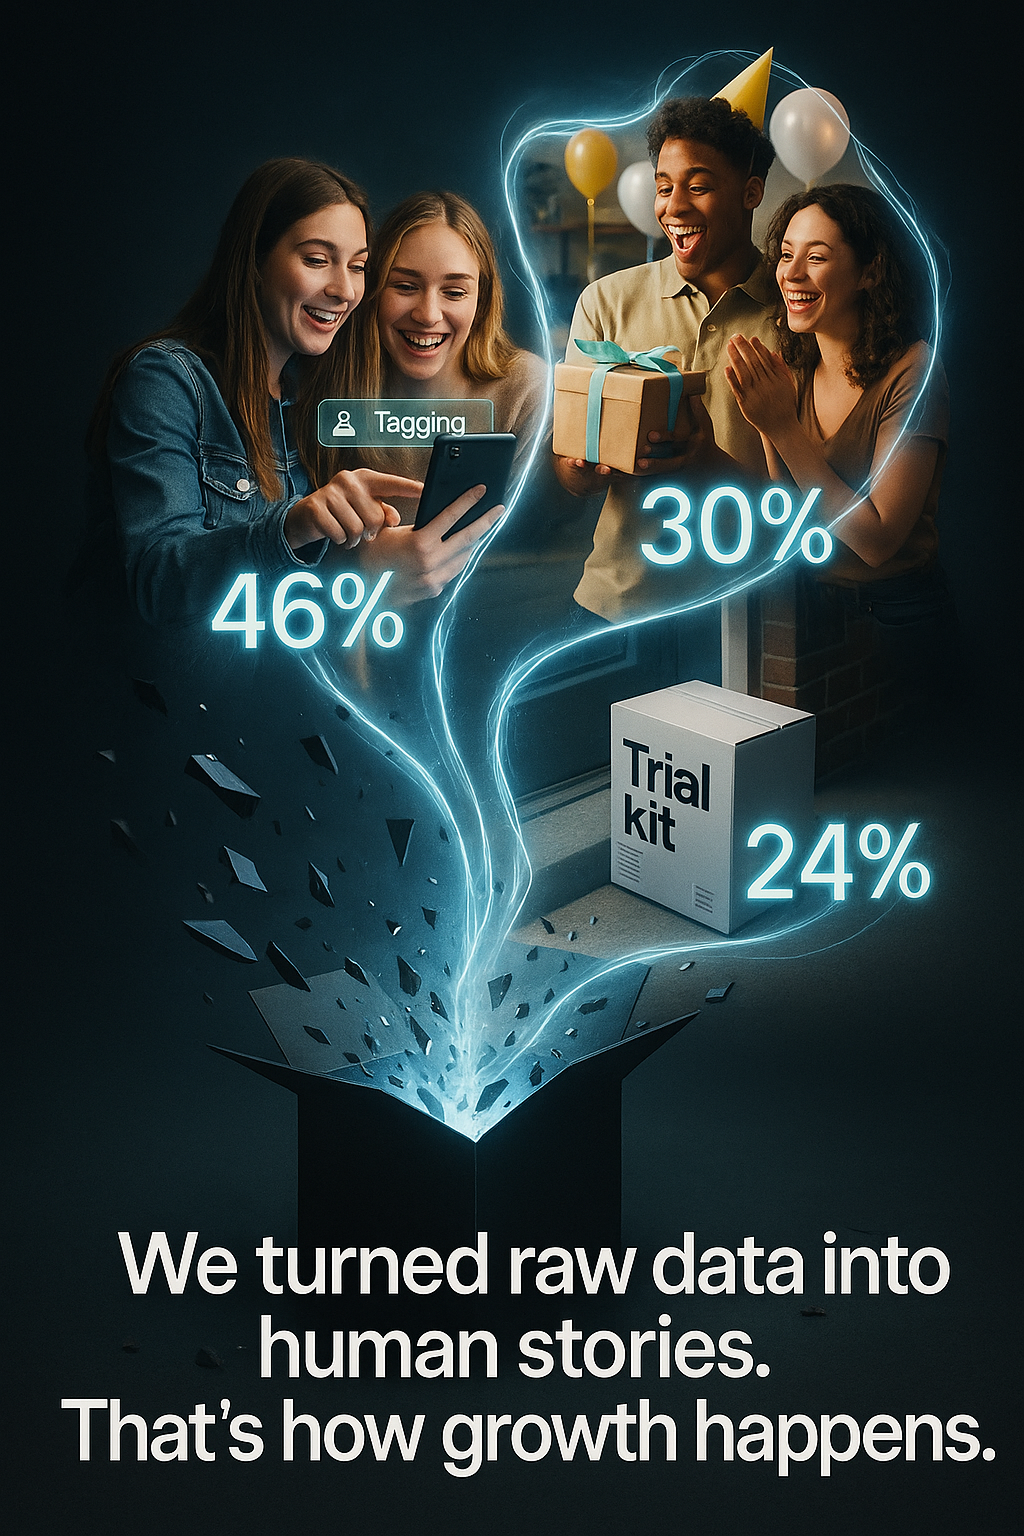 Tagging
30%
46%
Trial
kit
24%
We turned raw data into
human stories.
That's how growth happens.